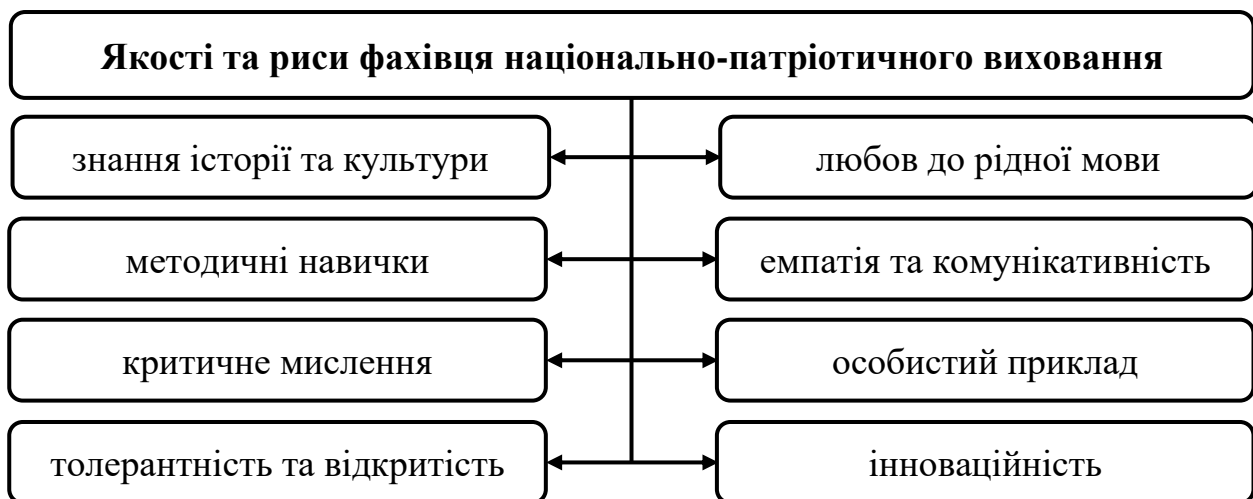 Якості та риси фахівця національно-патріотичного виховання
знання історії та культури
любов до рідної мови
методичні навички
емпатія та комунікативність
критичне мислення
особистий приклад
толерантність та відкритість
інноваційність